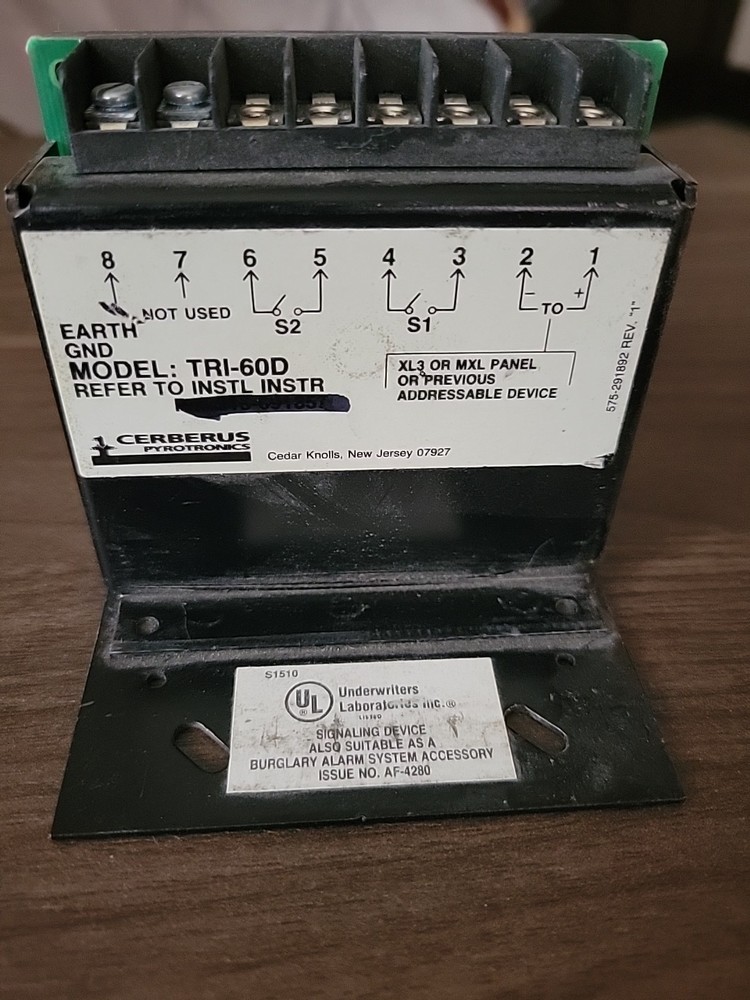 8 7 6 5 4 3 2 1
- +
NOT USED
S2
S1
TO
EARTH
GND
MODEL: TRI-60D
REFER TO INSTL INSTR
XL3 OR MXL PANEL
OR PREVIOUS
ADDRESSABLE DEVICE
575-291892 REV. "1"
CERBERUS
PYROTRONICS
Cedar Knolls, New Jersey 07927
S1510
UL
®
Underwriters
Laboratories Inc.®
LISTED
SIGNALING DEVICE
ALSO SUITABLE AS A
BURGLARY ALARM SYSTEM ACCESSORY
ISSUE NO. AF-4280